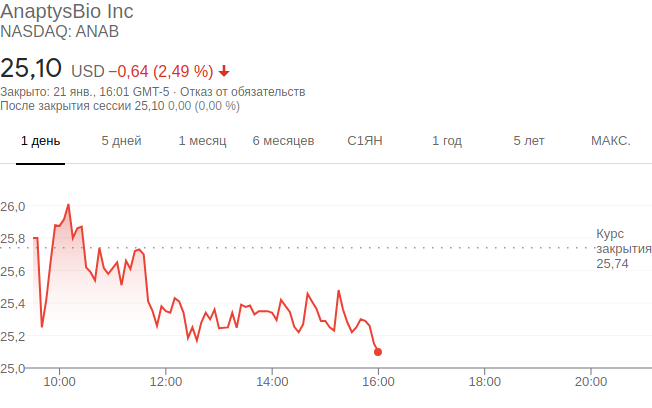 AnaptysBio Inc
NASDAQ: ANAB
25,10 USD −0,64 (2,49 %)
Закрыто: 21 янв., 16:01 GMT-5 · Отказ от обязательств
После закрытия сессии 25,10 0,00 (0,00 %)
1 день 5 дней 1 месяц 6 месяцев С1ЯН 1 год 5 лет МАКС.
26,0
25,8
Курс
закрытия
25,74
25,6
25,4
25,2
25,0
10:00 12:00 14:00 16:00 18:00 20:00